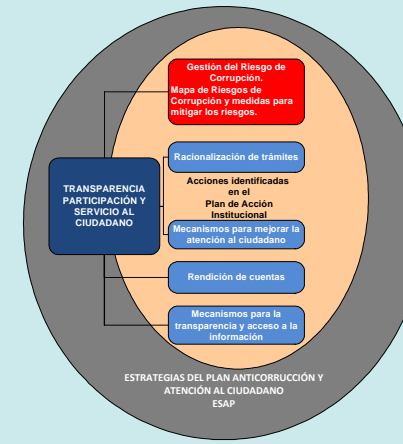 Gestión del Riesgo de
Corrupción.
Mapa de Riesgos de
Corrupción y medidas para
mitigar los riesgos.
Racionalización de trámites
Acciones identificadas
en el
Plan de Acción
Institucional
TRANSPARENCIA
PARTICIPACIÓN Y
SERVICIO AL
CIUDADANO
Mecanismos para mejorar la
atención al ciudadano
Rendición de cuentas
Mecanismos para la
transparencia y acceso a la
información
ESTRATEGIAS DEL PLAN ANTICORRUCCIÓN Y
ATENCIÓN AL CIUDADANO
ESAP